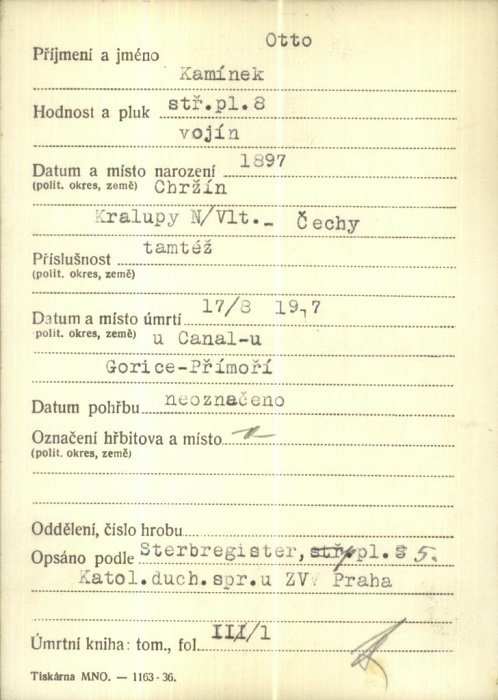 Otto
Příjmení a jméno
Kamínek
Hodnost a pluk stř.pl.8
vojín
Datum a místo narození 1897
(polit. okres, země) Chržín
Kralupy N/Vlt.- Čechy
Příslušnost tamtéž
(polit. okres, země)
Datum a místo úmrtí 17/8 19,7
polit. okres, země) u Canal-u
Gorice-Přímoří
Datum pohřbu neoznačeno
Označení hřbitova a místo
(polit. okres, země)
Oddělení, číslo hrobu
Opsáno podle Sterbregister, pl. 5.
Katol.duch.spr.u ZVV Praha
Úmrtní kniha: tom., fol. III/1
Tiskárna MNO. — 1163-36.